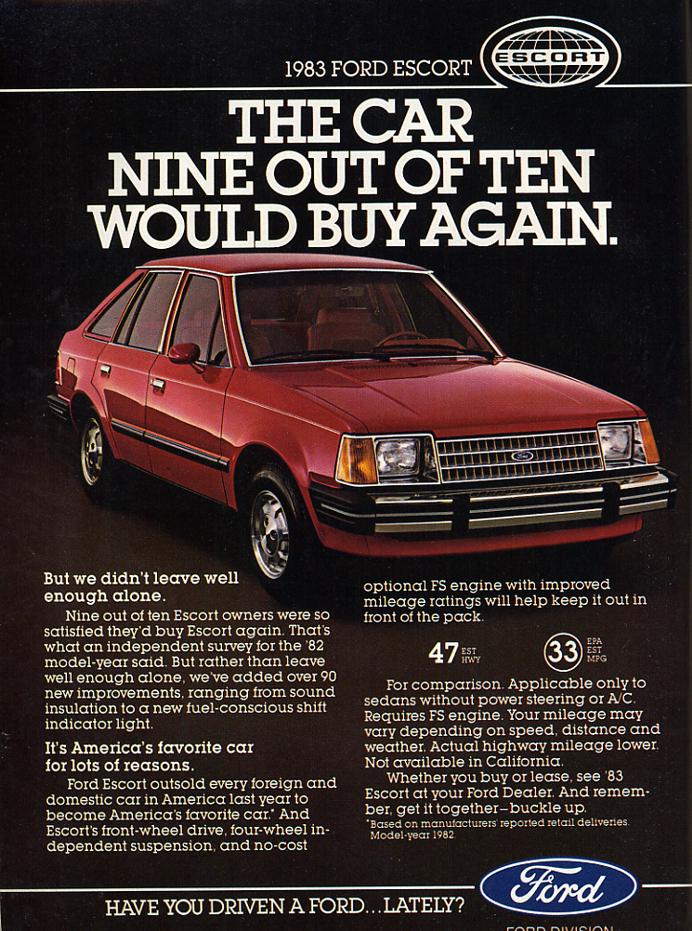 1983 FORD ESCORT
ESCORT
THE CAR
NINE OUT OF TEN
WOULD BUY AGAIN.
Ford
But we didn't leave well
enough alone.
Nine out of ten Escort owners were so
satisfied they'd buy Escort again. That's
what an independent survey for the '82
model-year said. But rather than leave
well enough alone, we've added over 90
new improvements, ranging from sound
insulation to a new fuel-conscious shift
indicator light.
It's America's favorite car
for lots of reasons.
Ford Escort outsold every foreign and
domestic car in America last year to
become America's favorite car.* And
Escort's front-wheel drive, four-wheel in-
dependent suspension, and no-cost
optional FS engine with improved
mileage ratings will help keep it out in
front of the pack.
47 EST HWY
33 EPA EST MPG
For comparison. Applicable only to
sedans without power steering or A/C.
Requires FS engine. Your mileage may
vary depending on speed, distance and
weather. Actual highway mileage lower.
Not available in California.
Whether you buy or lease, see '83
Escort at your Ford Dealer. And remem-
ber, get it together–buckle up.
*Based on manufacturers' reported retail deliveries.
Model-year 1982.
HAVE YOU DRIVEN A FORD...LATELY?
Ford
FORD DIVISION